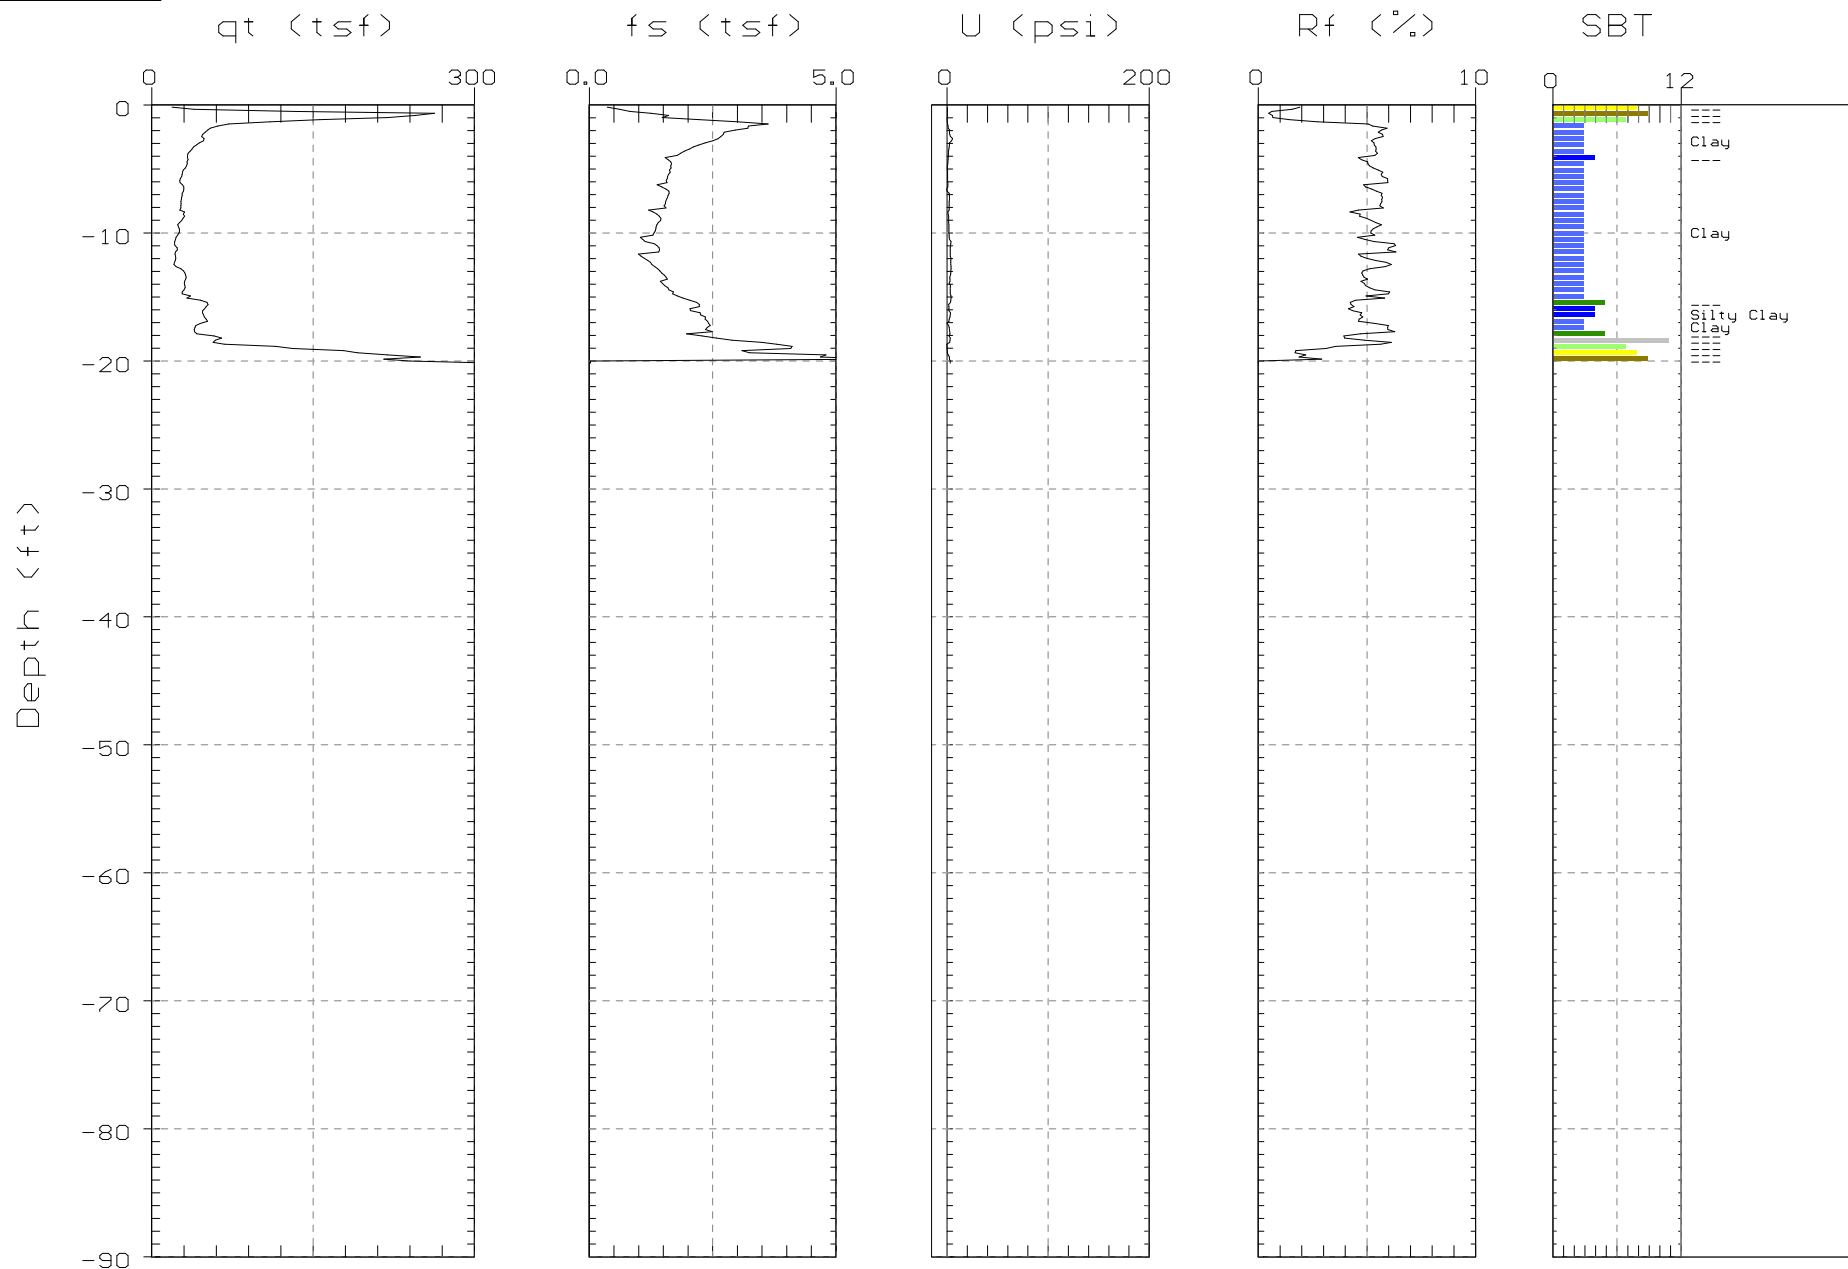 qt (tsf) fs (tsf) U (psi) Rf (%) SBT
0 300 0.0 5.0 0 200 0 10 0 12
0
---
---
---
Clay
---
-10
Clay
---
Silty Clay
Clay
---
---
---
---
---
-20
-30
-40
-50
-60
-70
-80
-90
Depth (ft)